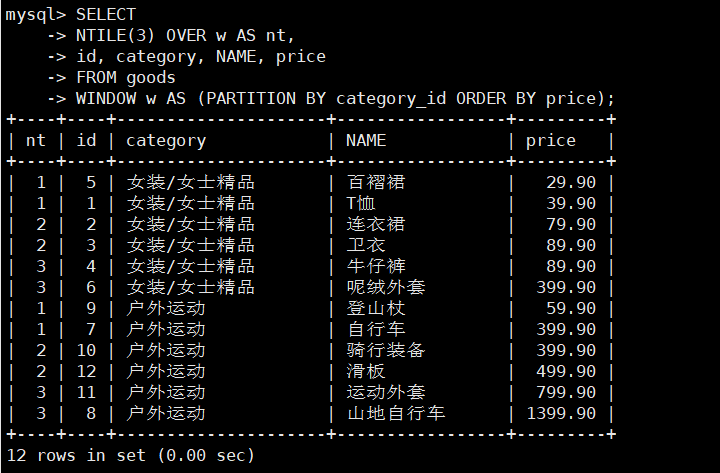 mysql> SELECT
    -> NTILE(3) OVER w AS nt,
    -> id, category, NAME, price
    -> FROM goods
    -> WINDOW w AS (PARTITION BY category_id ORDER BY price);
+----+----+---------------------+-----------------+---------+
| nt | id | category            | NAME            | price   |
+----+----+---------------------+-----------------+---------+
|  1 |  5 | 女装/女士精品       | 百褶裙          |   29.90 |
|  1 |  1 | 女装/女士精品       | T恤             |   39.90 |
|  2 |  2 | 女装/女士精品       | 连衣裙          |   79.90 |
|  2 |  3 | 女装/女士精品       | 卫衣            |   89.90 |
|  3 |  4 | 女装/女士精品       | 牛仔裤          |   89.90 |
|  3 |  6 | 女装/女士精品       | 呢绒外套        |  399.90 |
|  1 |  9 | 户外运动            | 登山杖          |   59.90 |
|  1 |  7 | 户外运动            | 自行车          |  399.90 |
|  2 | 10 | 户外运动            | 骑行装备        |  399.90 |
|  2 | 12 | 户外运动            | 滑板            |  499.90 |
|  3 | 11 | 户外运动            | 运动外套        |  799.90 |
|  3 |  8 | 户外运动            | 山地自行车      | 1399.90 |
+----+----+---------------------+-----------------+---------+
12 rows in set (0.00 sec)